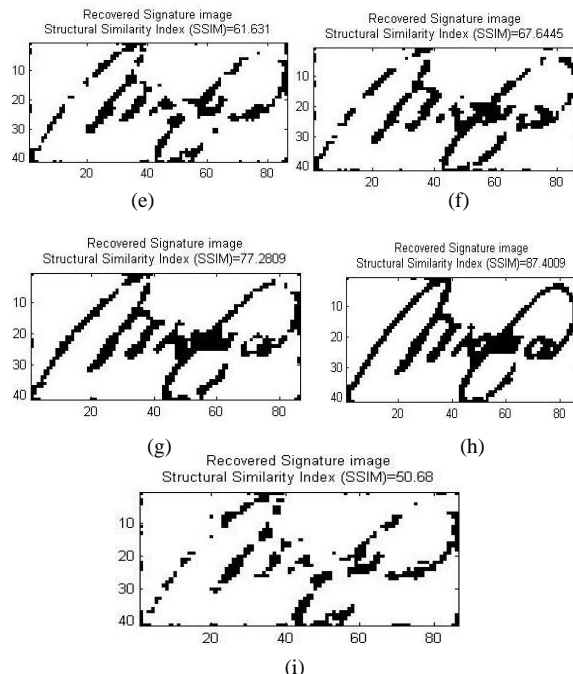 Recovered Signature image
Structural Similarity Index (SSIM)=61.631
10
20
30
40
20 40 60 80
(e)
Recovered Signature image
Structural Similarity Index (SSIM)=67.6445
10
20
30
40
20 40 60 80
(f)
Recovered Signature image
Structural Similarity Index (SSIM)=77.2809
10
20
30
40
20 40 60 80
(g)
Recovered Signature image
Structural Similarity Index (SSIM)=87.4009
10
20
30
40
20 40 60 80
(h)
Recovered Signature image
Structural Similarity Index (SSIM)=50.68
10
20
30
40
20 40 60 80
(i)